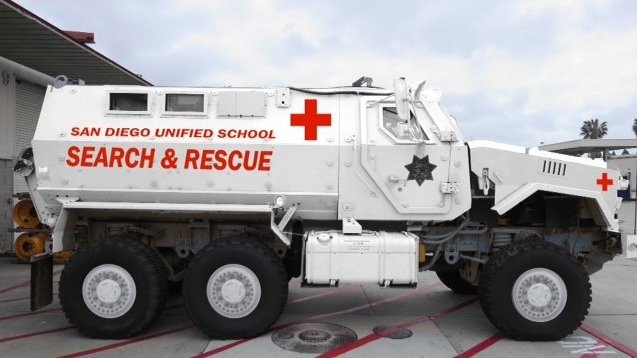 SAN DIEGO UNIFIED SCHOOL
SEARCH & RESCUE